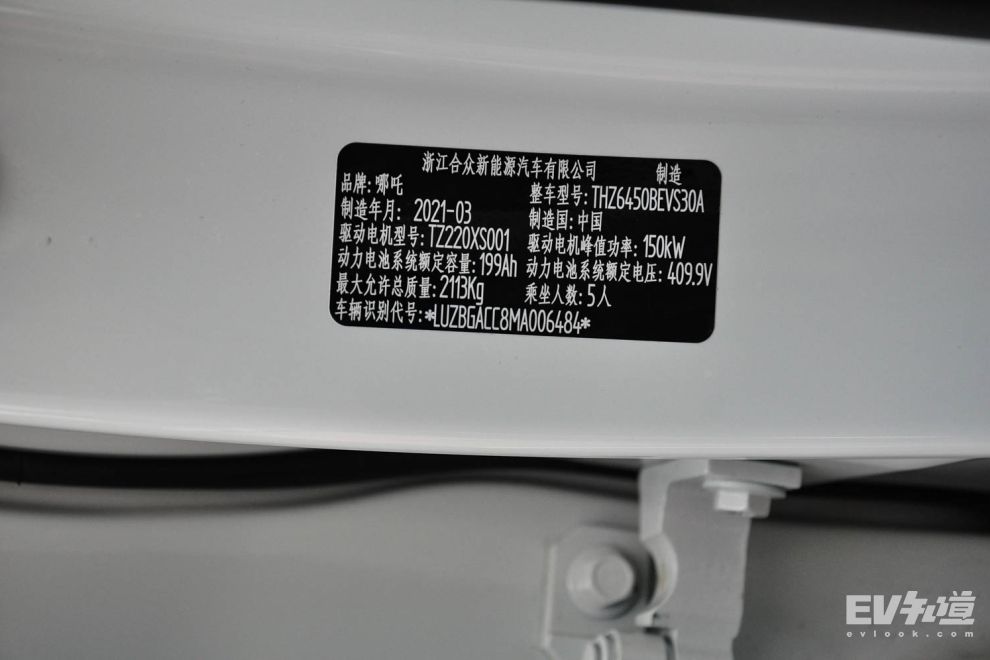 浙江合众新能源汽车有限公司 制造
品牌:哪吒 整车型号:THZ6450BEVS30A
制造年月: 2021-03 制造国:中国
驱动电机型号:TZ220XS001 驱动电机峰值功率:150kW
动力电池系统额定容量:199Ah 动力电池系统额定电压:409.9V
最大允许总质量:2113Kg 乘坐人数:5人
车辆识别代号:*LUZBGACC8MA006484*
EV知道
evlook.com